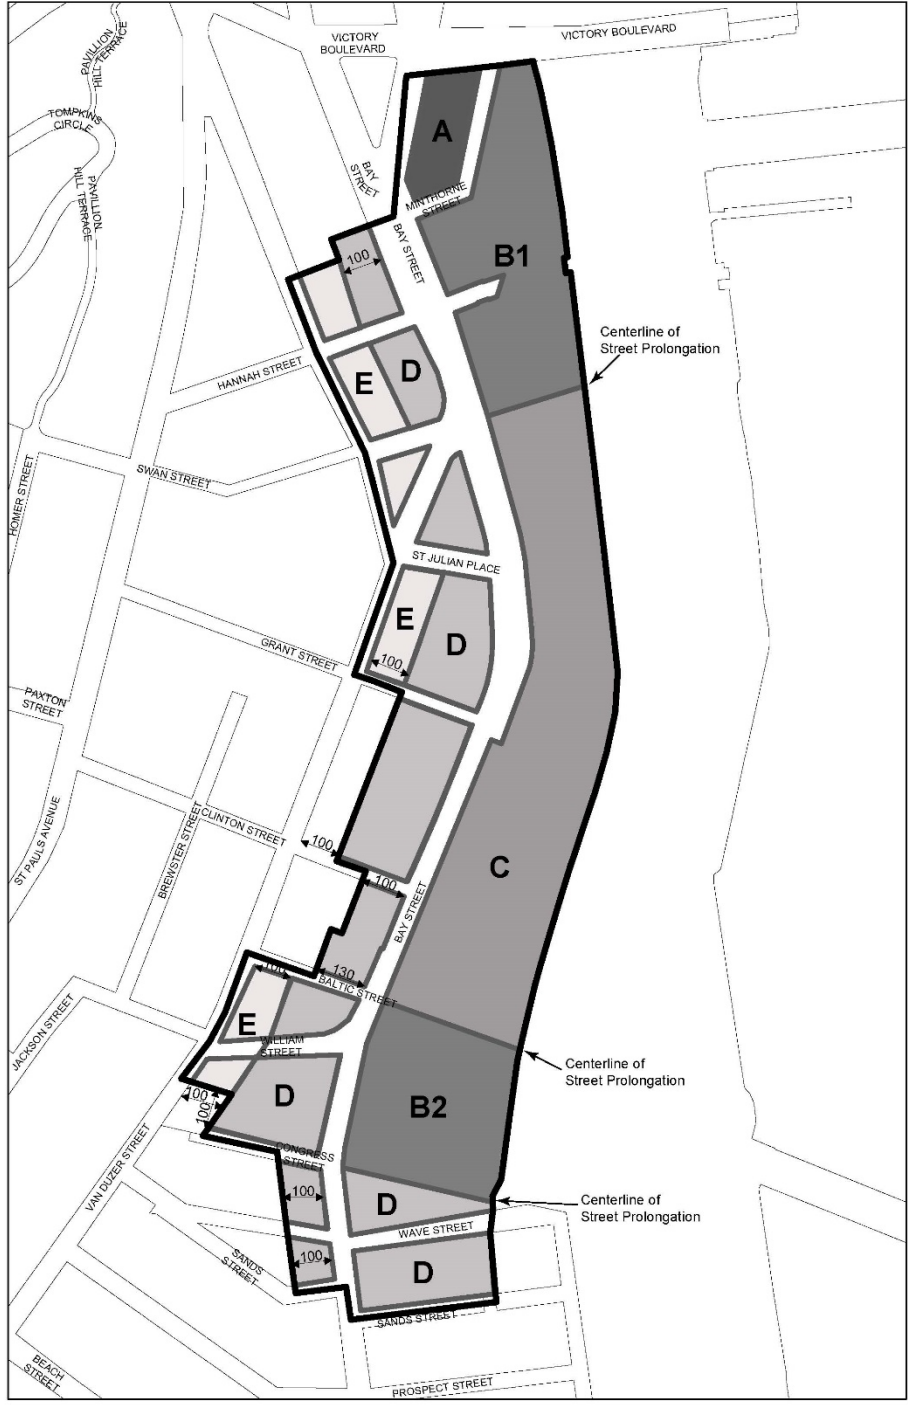 VICTORY
BOULEVARD
VICTORY BOULEVARD
PAVILLION
HILL TERRACE
TOMPKINS
CIRCLE
PAVILLION
HILL TERRACE
BAY
STREET
A
MINTHORNE
STREET
BAY STREET
100
B1
Centerline of
Street Prolongation
HANNAH STREET
E
D
SWAN STREET
HOMER STREET
ST JULIAN PLACE
E
D
100
GRANT STREET
PAXTON
STREET
CLINTON STREET
BREWSTER STREET
ST PAULS AVENUE
100
100
C
BAY STREET
130
BALTIC STREET
100
E
WILLIAM
STREET
JACKSON STREET
Centerline of
Street Prolongation
D
B2
100
100
VAN DUZER STREET
CONGRESS
STREET
100
D
Centerline of
Street Prolongation
WAVE STREET
SANDS
STREET
100
D
SANDS STREET
BEACH
STREET
PROSPECT STREET